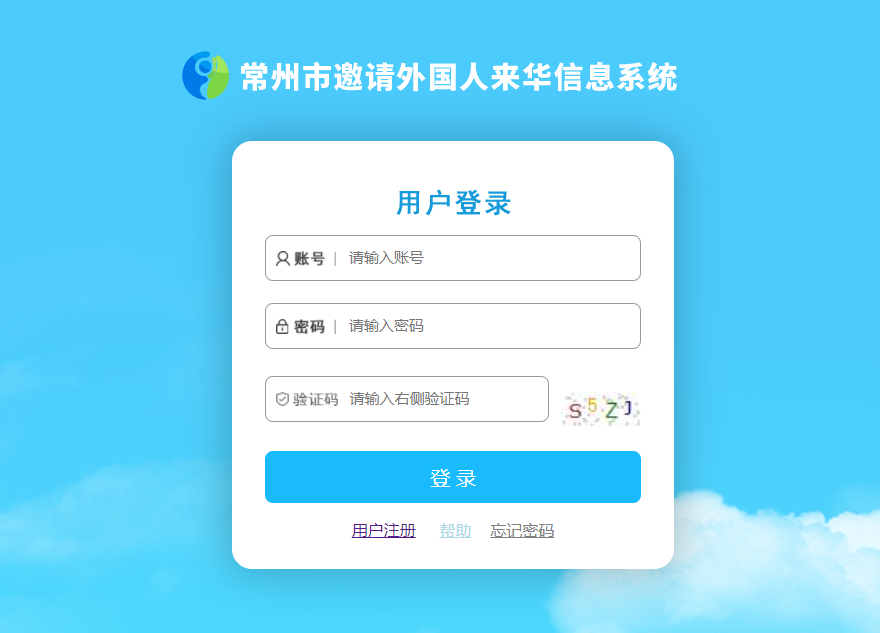 常州市邀请外国人来华信息系统
用户登录
账号 | 请输入账号
密码 | 请输入密码
验证码 请输入右侧验证码
S5ZJ
登录
用户注册 帮助 忘记密码